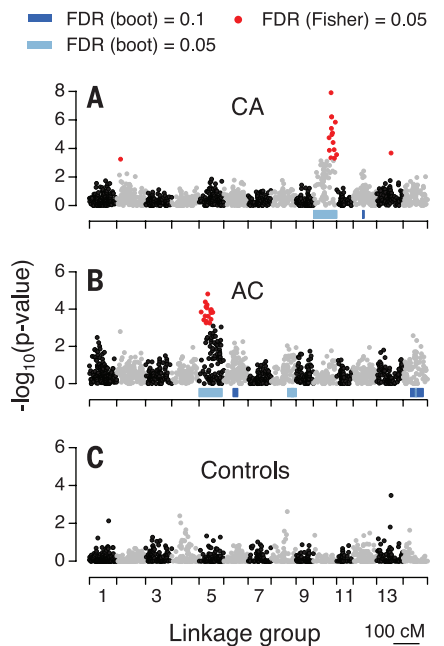 FDR (boot) = 0.1 FDR (Fisher) = 0.05
FDR (boot) = 0.05
A
CA
8
6
4
2
0
B
AC
6
4
2
0
-log10(p-value)
C
Controls
6
4
2
0
1 3 5 7 9 11 13
Linkage group
100 cM